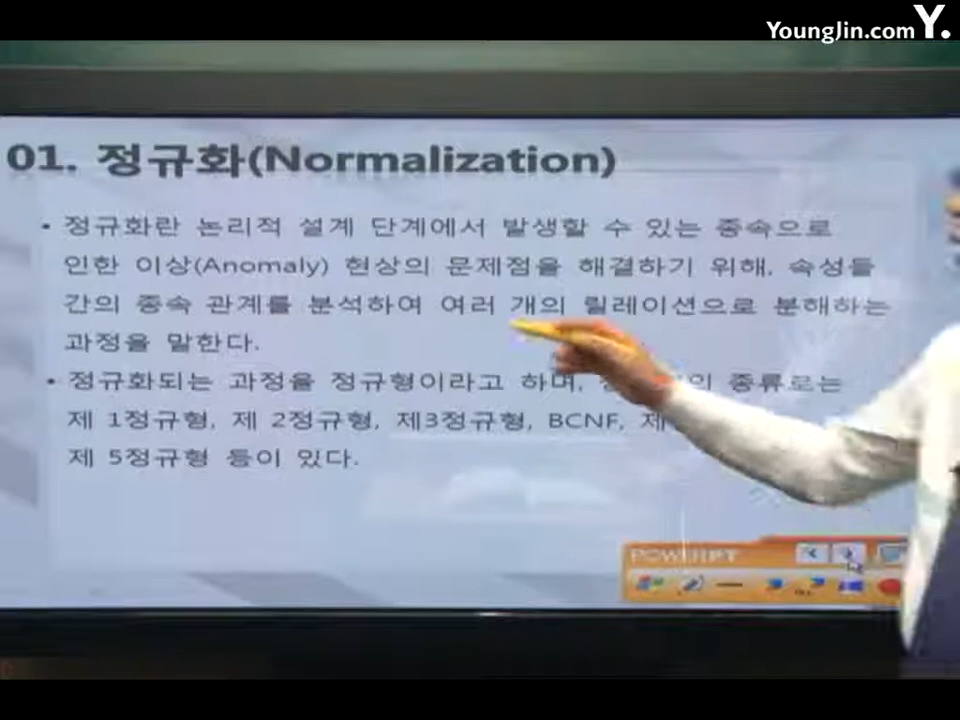 YoungJin.com Y.
01. 정규화(Normalization)
• 정규화란 논리적 설계 단계에서 발생할 수 있는 종속으로
인한 이상(Anomaly) 현상의 문제점을 해결하기 위해, 속성들
간의 종속 관계를 분석하여 여러 개의 릴레이션으로 분해하는
과정을 말한다.
• 정규화되는 과정을 정규형이라고 하며, 종류로는
제 1정규형, 제 2정규형, 제3정규형, BCNF, 제
제 5정규형 등이 있다.
POWERPT